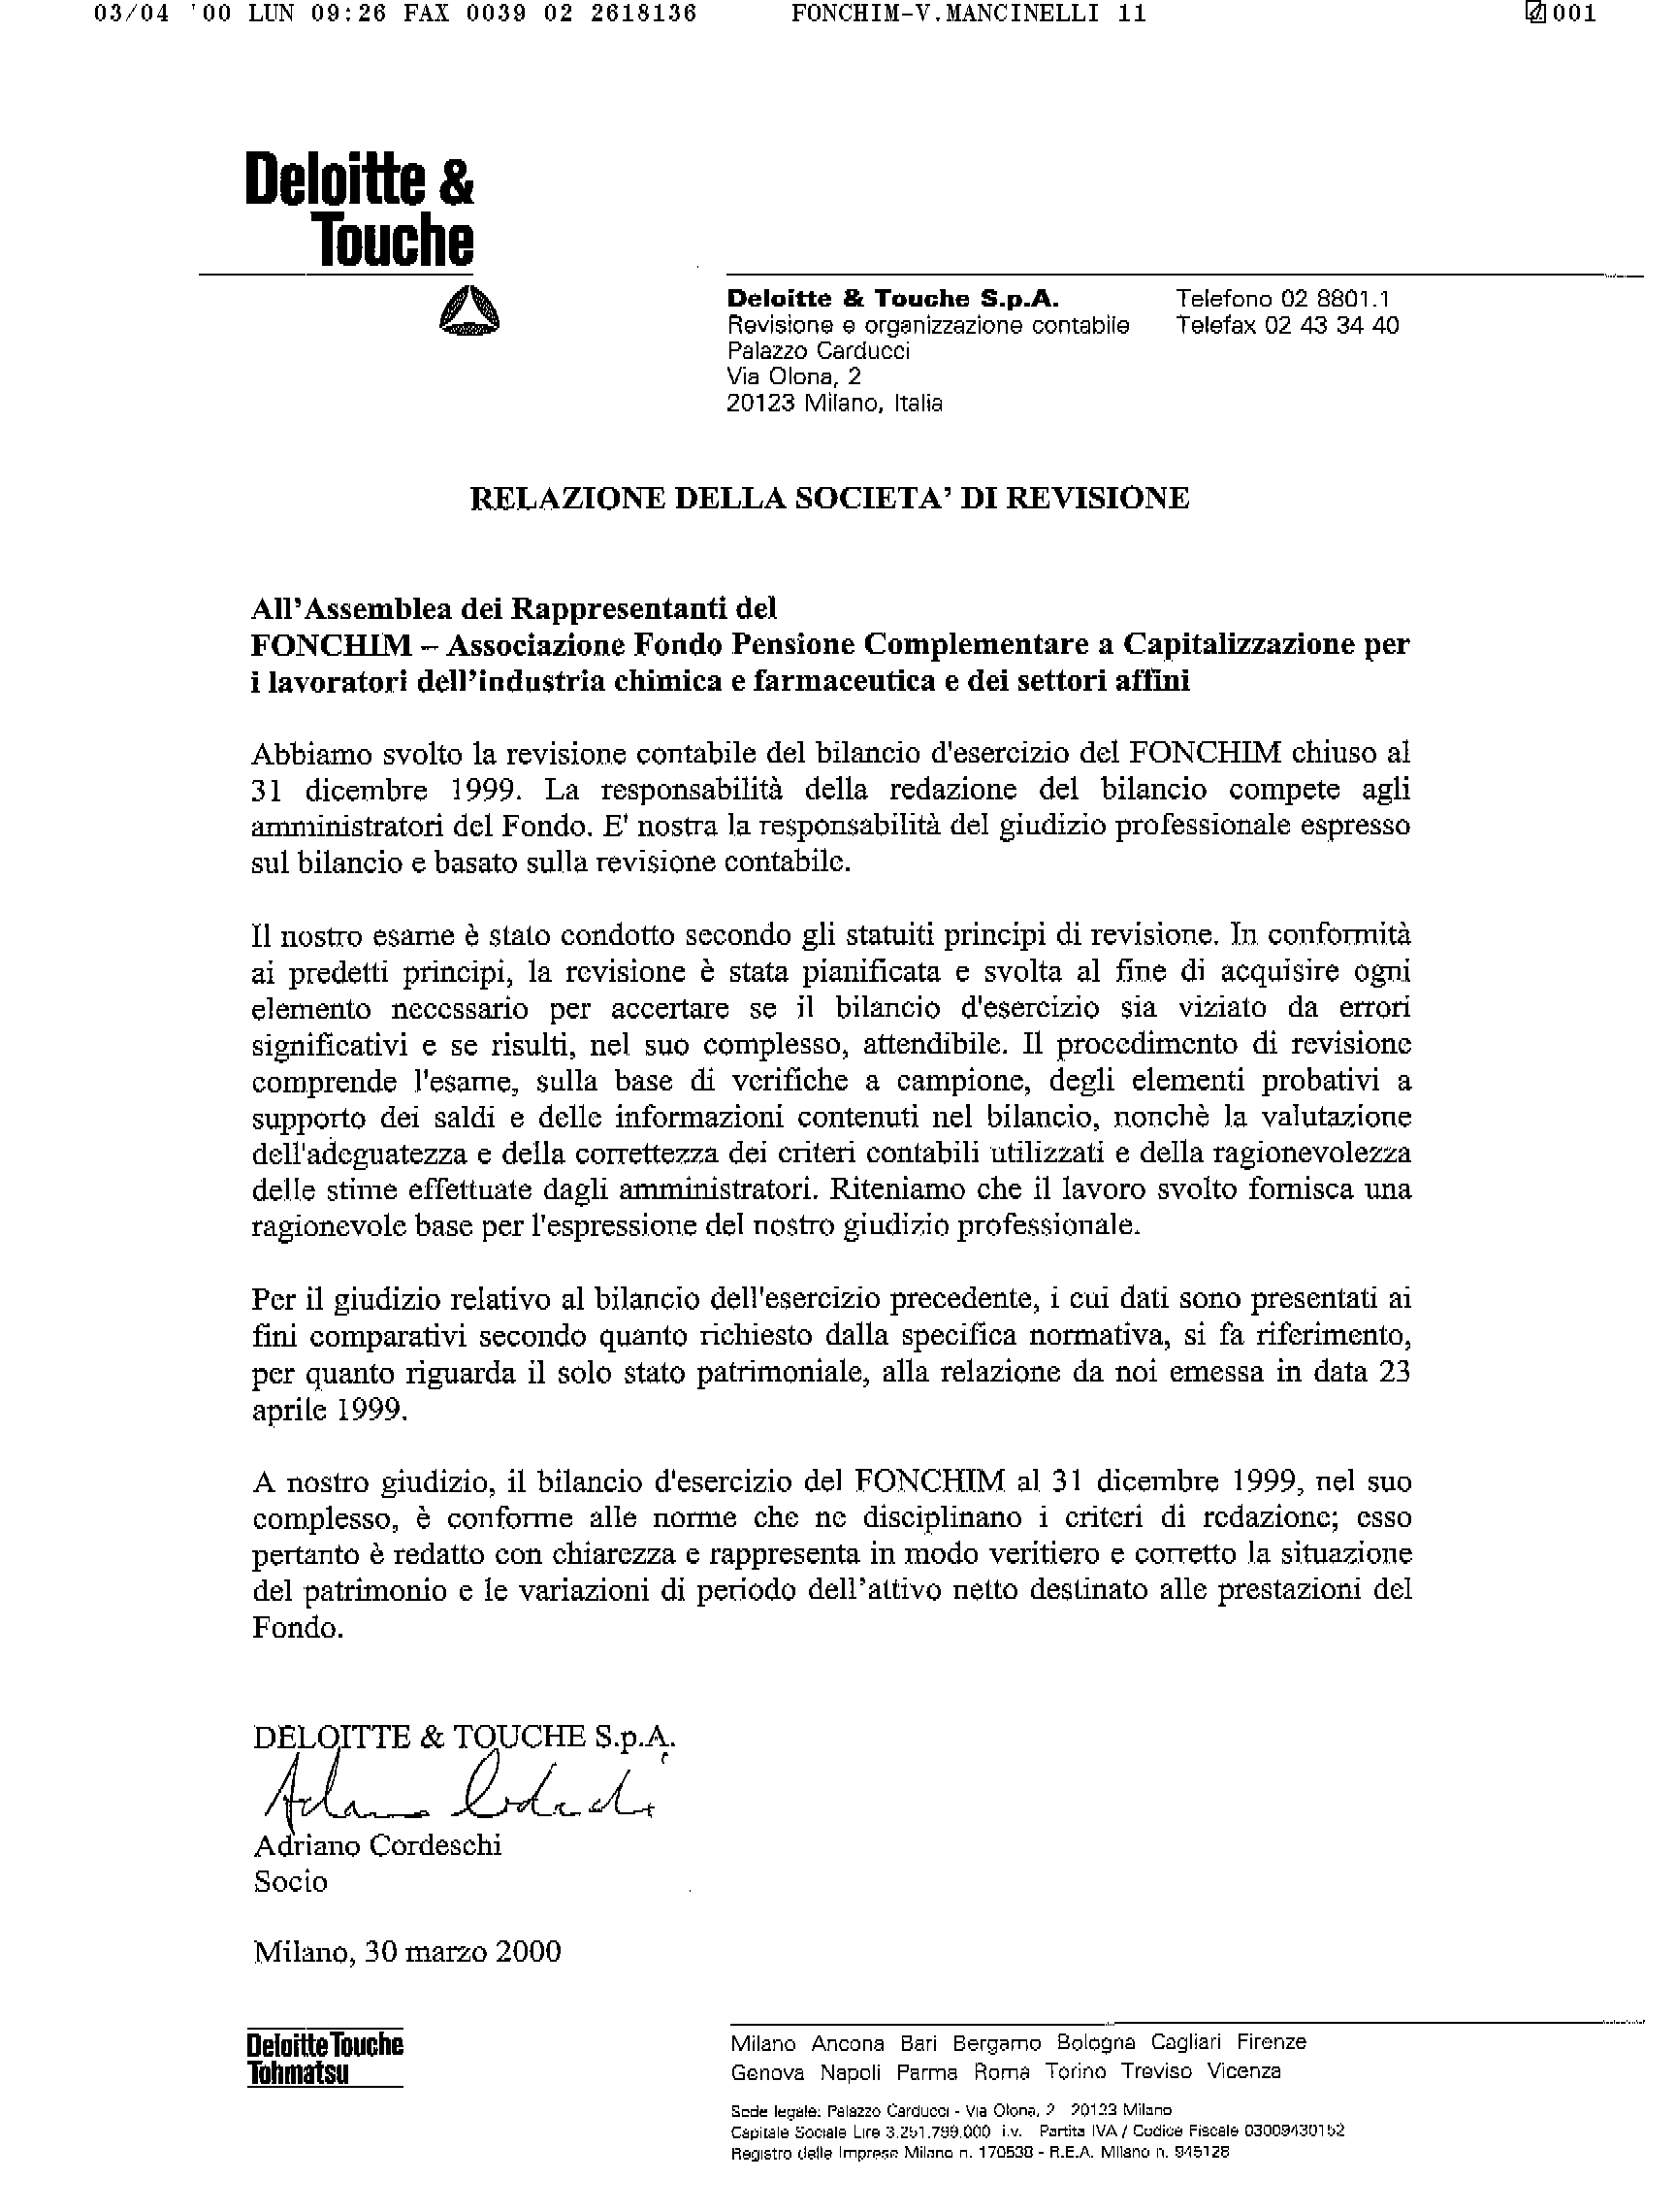 03/04 '00 LUN 09:26 FAX 0039 02 2618136 FONCHIM-V.MANCINELLI 11 001
Deloitte &
Touche
Deloitte & Touche S.p.A.
Revisione e organizzazione contabile
Palazzo Carducci
Via Olona, 2
20123 Milano, Italia
Telefono 02 8801.1
Telefax 02 43 34 40
RELAZIONE DELLA SOCIETA' DI REVISIONE
All'Assemblea dei Rappresentanti del
FONCHIM – Associazione Fondo Pensione Complementare a Capitalizzazione per
i lavoratori dell'industria chimica e farmaceutica e dei settori affini
Abbiamo svolto la revisione contabile del bilancio d'esercizio del FONCHIM chiuso al
31 dicembre 1999. La responsabilità della redazione del bilancio compete agli
amministratori del Fondo. E' nostra la responsabilità del giudizio professionale espresso
sul bilancio e basato sulla revisione contabile.
Il nostro esame è stato condotto secondo gli statuiti principi di revisione. In conformità
ai predetti principi, la revisione è stata pianificata e svolta al fine di acquisire ogni
elemento necessario per accertare se il bilancio d'esercizio sia viziato da errori
significativi e se risulti, nel suo complesso, attendibile. Il procedimento di revisione
comprende l'esame, sulla base di verifiche a campione, degli elementi probativi a
supporto dei saldi e delle informazioni contenuti nel bilancio, nonchè la valutazione
dell'adeguatezza e della correttezza dei criteri contabili utilizzati e della ragionevolezza
delle stime effettuate dagli amministratori. Riteniamo che il lavoro svolto fornisca una
ragionevole base per l'espressione del nostro giudizio professionale.
Per il giudizio relativo al bilancio dell'esercizio precedente, i cui dati sono presentati ai
fini comparativi secondo quanto richiesto dalla specifica normativa, si fa riferimento,
per quanto riguarda il solo stato patrimoniale, alla relazione da noi emessa in data 23
aprile 1999.
A nostro giudizio, il bilancio d'esercizio del FONCHIM al 31 dicembre 1999, nel suo
complesso, è conforme alle norme che ne disciplinano i criteri di redazione; esso
pertanto è redatto con chiarezza e rappresenta in modo veritiero e corretto la situazione
del patrimonio e le variazioni di periodo dell'attivo netto destinato alle prestazioni del
Fondo.
DELOITTE & TOUCHE S.p.A.
Adriano Cordeschi
Adriano Cordeschi
Socio
Milano, 30 marzo 2000
Deloitte Touche
Tohmatsu
Milano Ancona Bari Bergamo Bologna Cagliari Firenze
Genova Napoli Parma Roma Torino Treviso Vicenza
Sede legale: Palazzo Carducci - Via Olona, 2 20123 Milano
Capitale Sociale Lire 3.251.799.000 i.v. Partita IVA / Codice Fiscale 03009430152
Registro delle Imprese Milano n. 170538 - R.E.A. Milano n. 945128